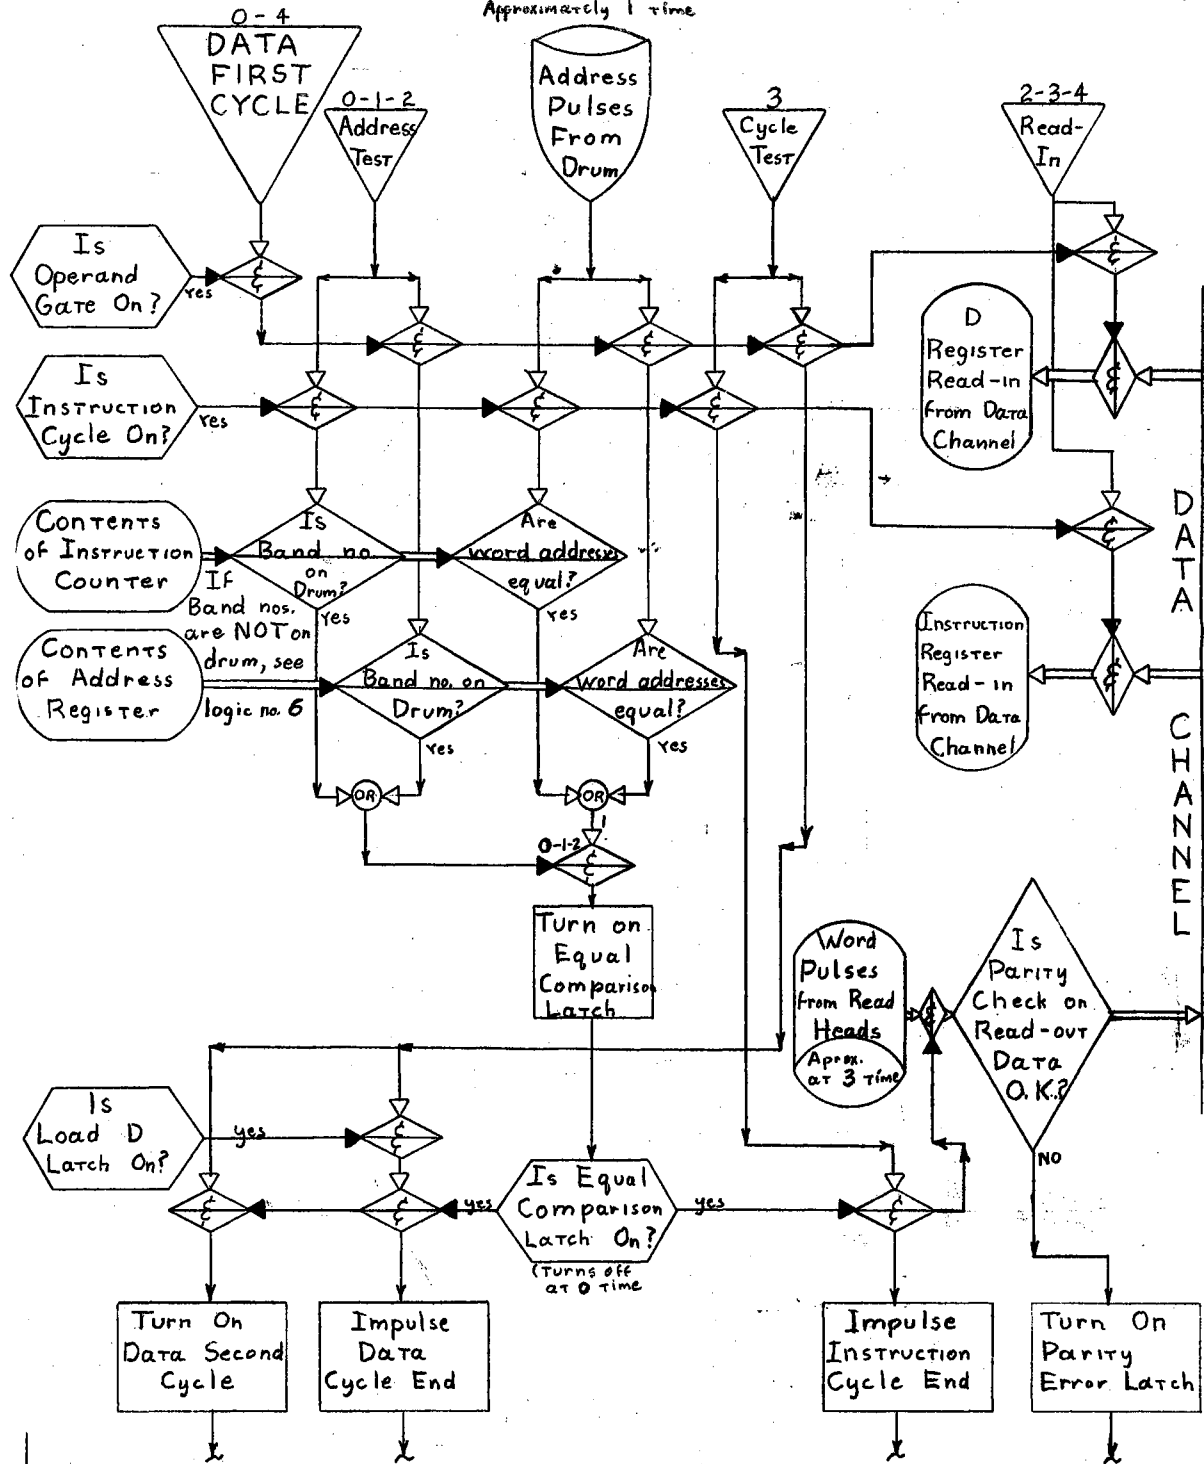 Approximately 1 Time
0-4
DATA
FIRST
CYCLE
0-1-2
Address
Test
Address
Pulses
From
Drum
3
Cycle
Test
2-3-4
Read-
In
&
Is
Operand
Gate On?
Yes
&
&
&
&
D
Register
Read-in
from Data
Channel
&
Is
Instruction
Cycle On?
Yes
&
&
&
Contents
of Instruction
Counter
Is
Band no.
on
Drum?
Yes
Are
word addresses
equal?
Yes
&
DATA
CHANNEL
If
Band nos.
are NOT on
drum, see
logic no. 6
Contents
of Address
Register
Is
Band no. on
Drum?
Yes
Are
word addresses
equal?
Yes
Instruction
Register
Read-in
from Data
Channel
&
OR
OR
1
0-1-2
&
Turn on
Equal
Comparison
Latch
Word
Pulses
from Read
Heads
Aprox.
at 3 Time
&
Is
Parity
Check on
Read-out
Data
O.K.?
NO
Is
Load D
Latch On?
yes
&
&
&
yes
Is Equal
Comparison
Latch On?
(Turns off
at 0 Time
yes
&
Turn On
Data Second
Cycle
Impulse
Data
Cycle End
Impulse
Instruction
Cycle End
Turn On
Parity
Error Latch